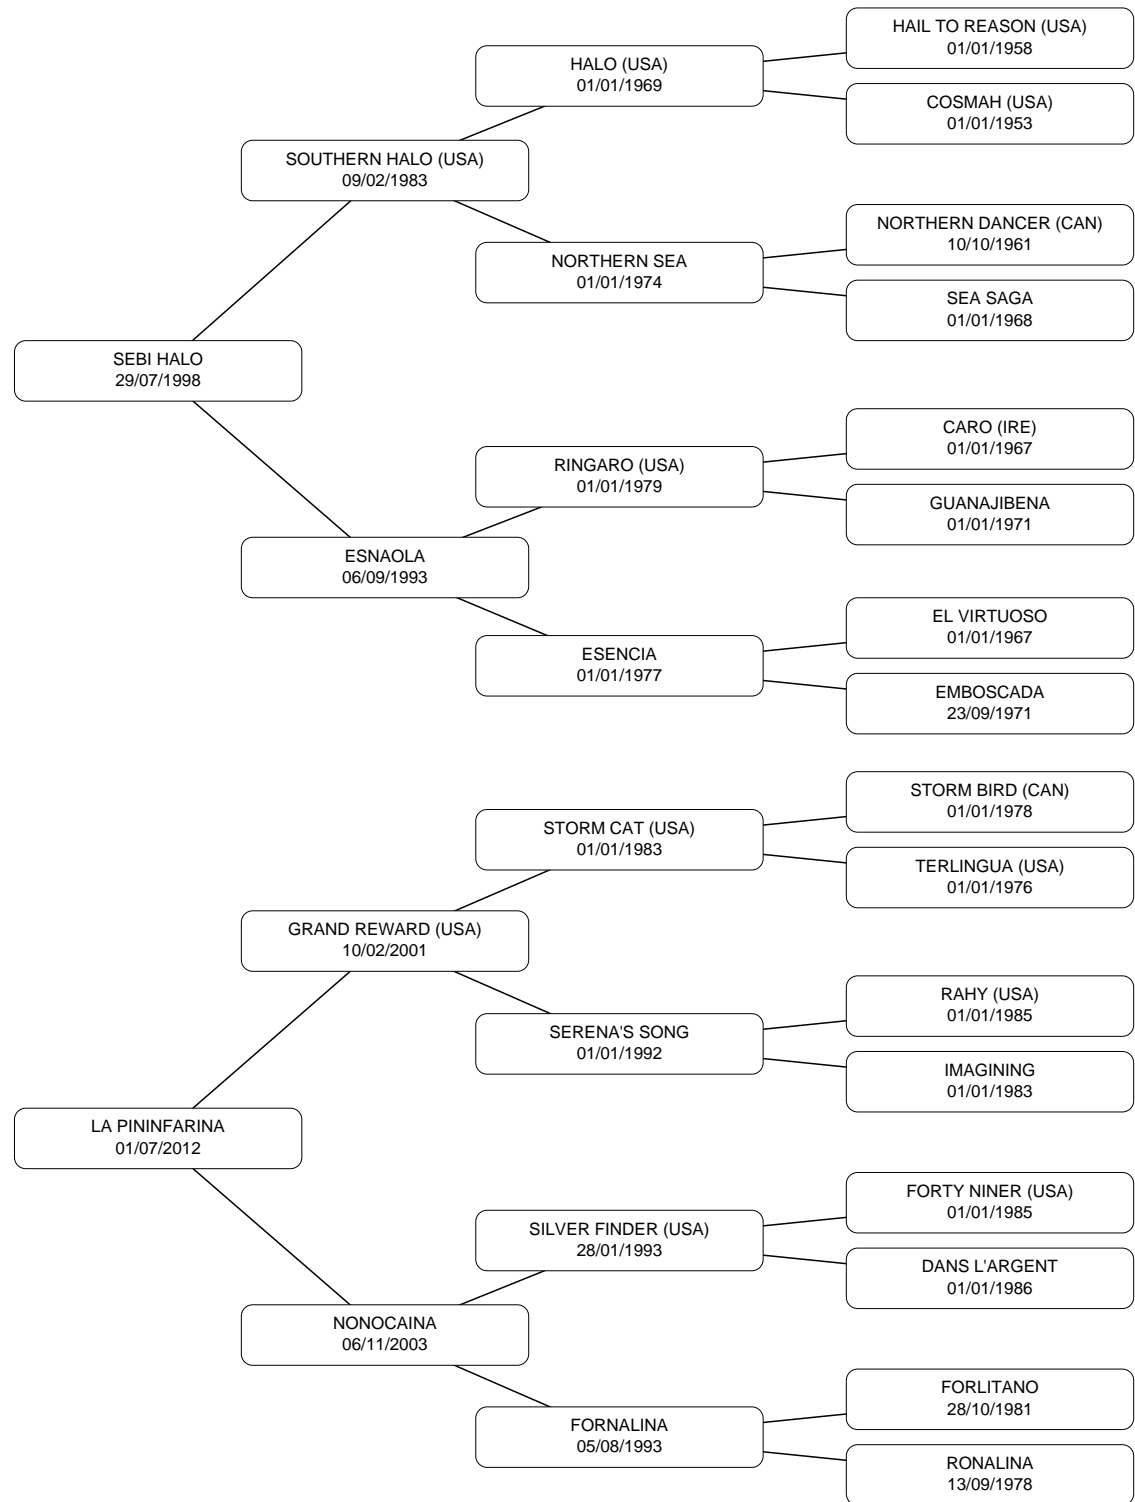 HAIL TO REASON (USA)
01/01/1958
HALO (USA)
01/01/1969
COSMAH (USA)
01/01/1953
SOUTHERN HALO (USA)
09/02/1983
NORTHERN DANCER (CAN)
10/10/1961
NORTHERN SEA
01/01/1974
SEA SAGA
01/01/1968
SEBI HALO
29/07/1998
CARO (IRE)
01/01/1967
RINGARO (USA)
01/01/1979
GUANAJIBENA
01/01/1971
ESNAOLA
06/09/1993
EL VIRTUOSO
01/01/1967
ESENCIA
01/01/1977
EMBOSCADA
23/09/1971
STORM BIRD (CAN)
01/01/1978
STORM CAT (USA)
01/01/1983
TERLINGUA (USA)
01/01/1976
GRAND REWARD (USA)
10/02/2001
RAHY (USA)
01/01/1985
SERENA'S SONG
01/01/1992
IMAGINING
01/01/1983
LA PININFARINA
01/07/2012
FORTY NINER (USA)
01/01/1985
SILVER FINDER (USA)
28/01/1993
DANS L'ARGENT
01/01/1986
NONOCAINA
06/11/2003
FORLITANO
28/10/1981
FORNALINA
05/08/1993
RONALINA
13/09/1978